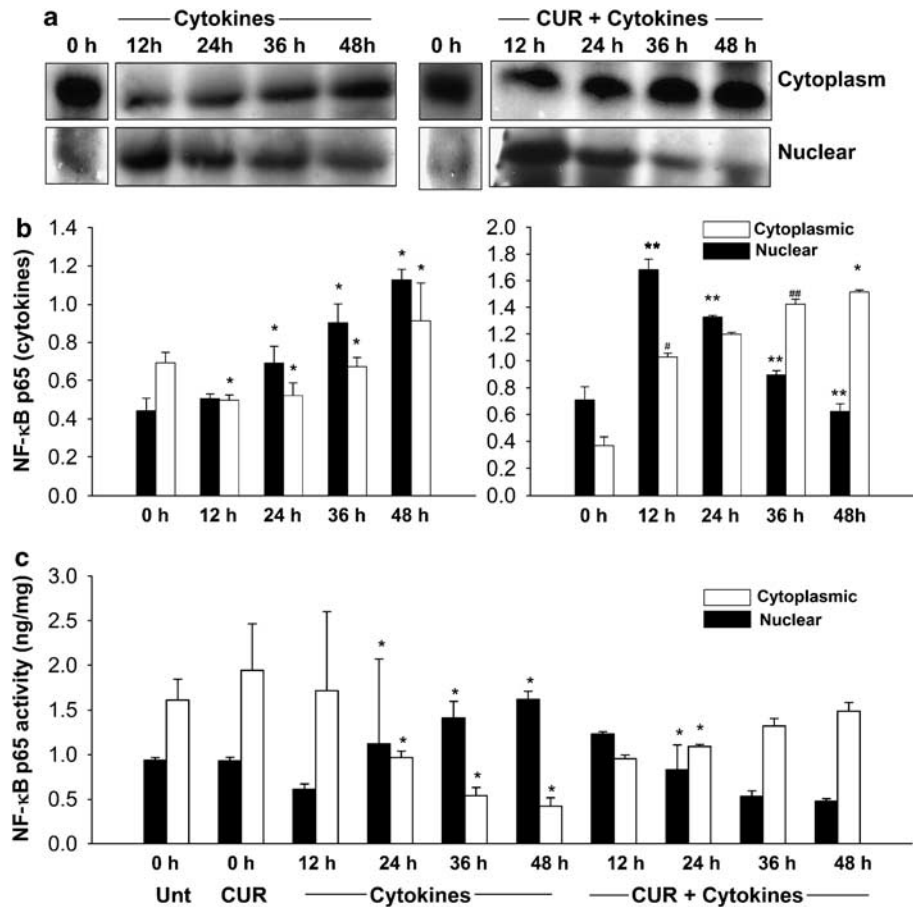 a
Cytokines
CUR + Cytokines
0 h 12h 24h 36h 48h 0 h 12 h 24 h 36 h 48 h
Cytoplasm
Nuclear
b
NF-κB p65 (cytokines)
1.4
1.2
1.0
0.8
0.6
0.4
0.2
0.0
* * * * * * *
0 h 12 h 24 h 36 h 48 h
2.0
1.8
1.6
1.4
1.2
1.0
0.8
0.6
0.4
0.2
0.0
Cytoplasmic
Nuclear
** # ** ** ## ** *
0 h 12 h 24 h 36 h 48h
c
NF-κB p65 activity (ng/mg)
3.0
2.5
2.0
1.5
1.0
0.5
0.0
Cytoplasmic
Nuclear
* * * * * * * *
0 h 0 h 12 h 24 h 36 h 48 h 12 h 24 h 36 h 48 h
Unt CUR Cytokines CUR + Cytokines